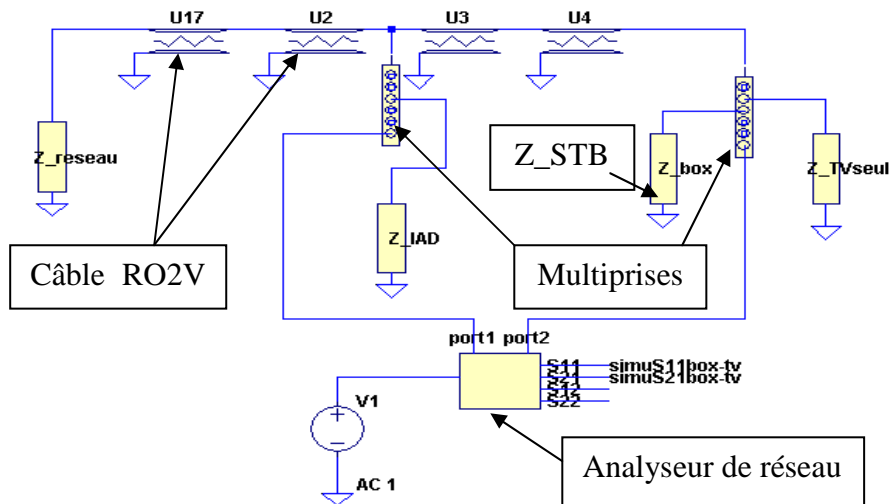 U17
U2
U3
U4
Z_reseau
Z_STB
Z_box
Z_TVseul
Z_IAD
Câble RO2V
Multiprises
port1 port2
S11 simuS11box-tv
S21 simuS21box-tv
S12
S22
V1
AC 1
Analyseur de réseau